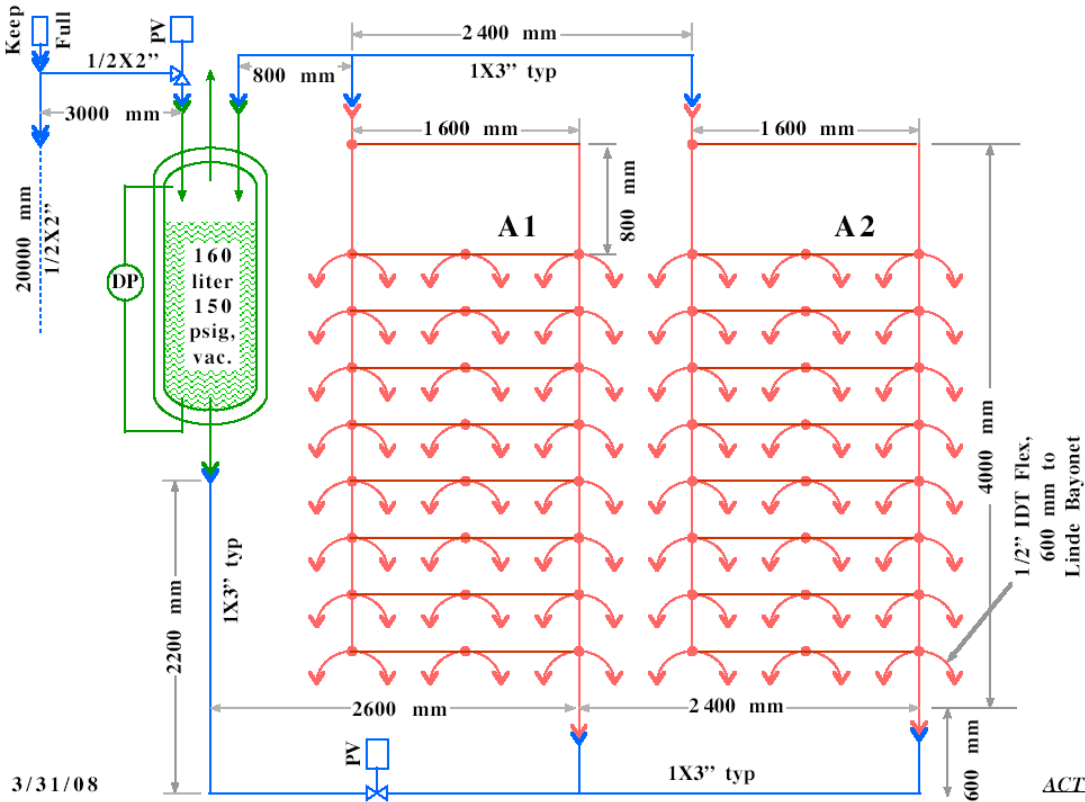 Keep
Full
PV
1/2X2”
3000 mm
20000 mm
1/2X2”
2 400 mm
1X3” typ
800 mm
1 600 mm
1 600 mm
800 mm
A 1
A 2
DP
160
liter
150
psig,
vac.
4000 mm
1/2” IDT Flex,
600 mm to
Linde Bayonet
1X3” typ
2200 mm
2600 mm
2 400 mm
600 mm
PV
1X3” typ
3/31/08
ACT